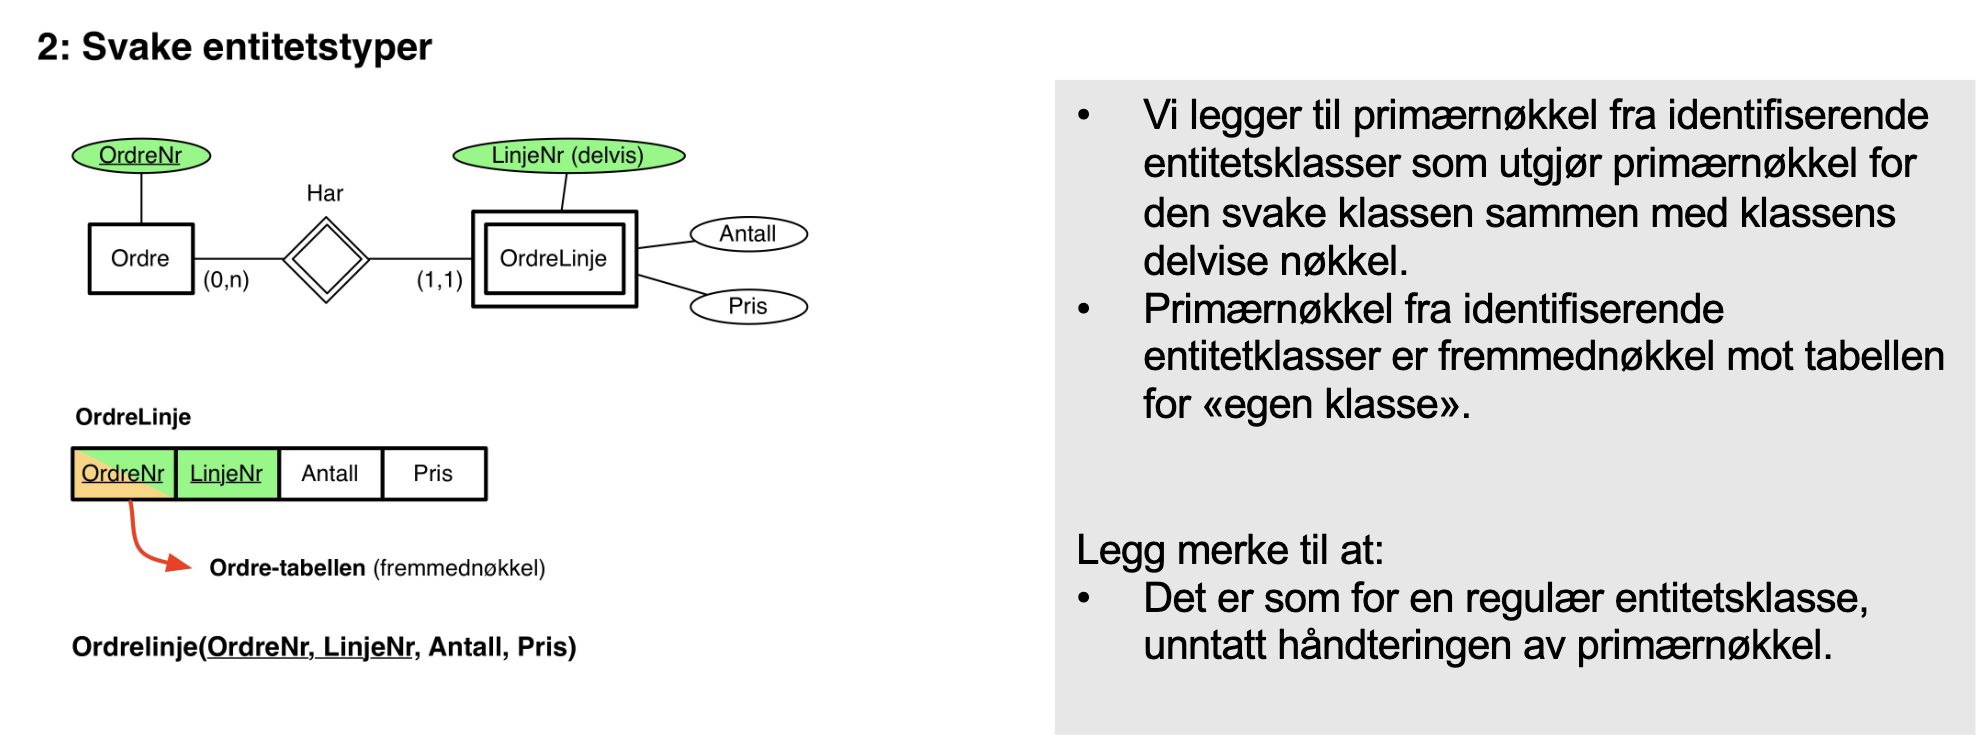 2: Svake entitetstyper
OrdreNr
LinjeNr (delvis)
Har
Ordre
(0,n)
(1,1)
OrdreLinje
Antall
Pris
OrdreLinje
OrdreNr LinjeNr Antall Pris
Ordre-tabellen (fremmednøkkel)
Ordrelinje(OrdreNr, LinjeNr, Antall, Pris)
• Vi legger til primærnøkkel fra identifiserende
entitetsklasser som utgjør primærnøkkel for
den svake klassen sammen med klassens
delvise nøkkel.
• Primærnøkkel fra identifiserende
entitetklasser er fremmednøkkel mot tabellen
for «egen klasse».
Legg merke til at:
• Det er som for en regulær entitetsklasse,
unntatt håndteringen av primærnøkkel.